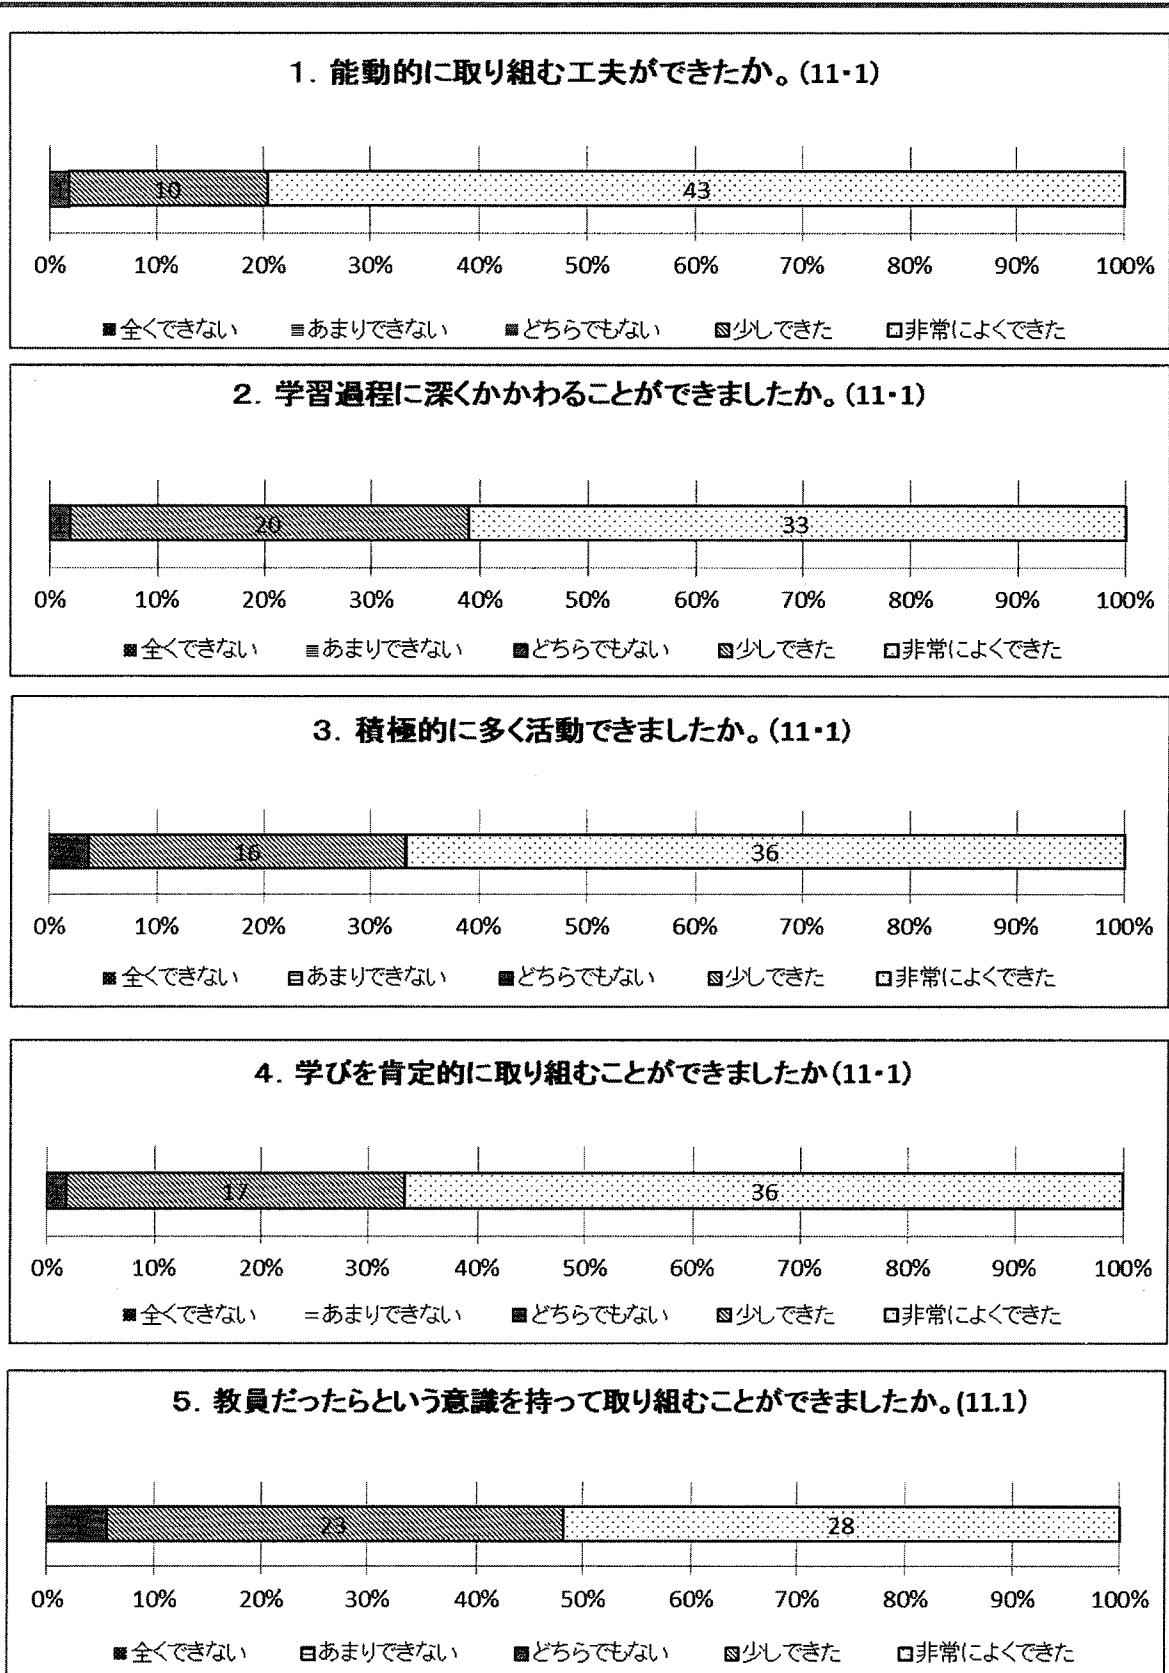 1. 能動的に取り組む工夫ができたか。(11・1)
1 10 43
0% 10% 20% 30% 40% 50% 60% 70% 80% 90% 100%
■全くできない ■あまりできない ■どちらでもない 少しできた 非常によくできた
2. 学習過程に深くかかわることができましたか。(11・1)
1 20 33
0% 10% 20% 30% 40% 50% 60% 70% 80% 90% 100%
■全くできない ■あまりできない ■どちらでもない 少しできた 非常によくできた
3. 積極的に多く活動できましたか。(11・1)
16 36
0% 10% 20% 30% 40% 50% 60% 70% 80% 90% 100%
■全くできない あまりできない ■どちらでもない 少しできた 非常によくできた
4. 学びを肯定的に取り組むことができましたか(11・1)
1 17 36
0% 10% 20% 30% 40% 50% 60% 70% 80% 90% 100%
■全くできない あまりできない ■どちらでもない 少しできた 非常によくできた
5. 教員だったらという意識を持って取り組むことができましたか。(11.1)
23 28
0% 10% 20% 30% 40% 50% 60% 70% 80% 90% 100%
■全くできない あまりできない ■どちらでもない 少しできた 非常によくできた